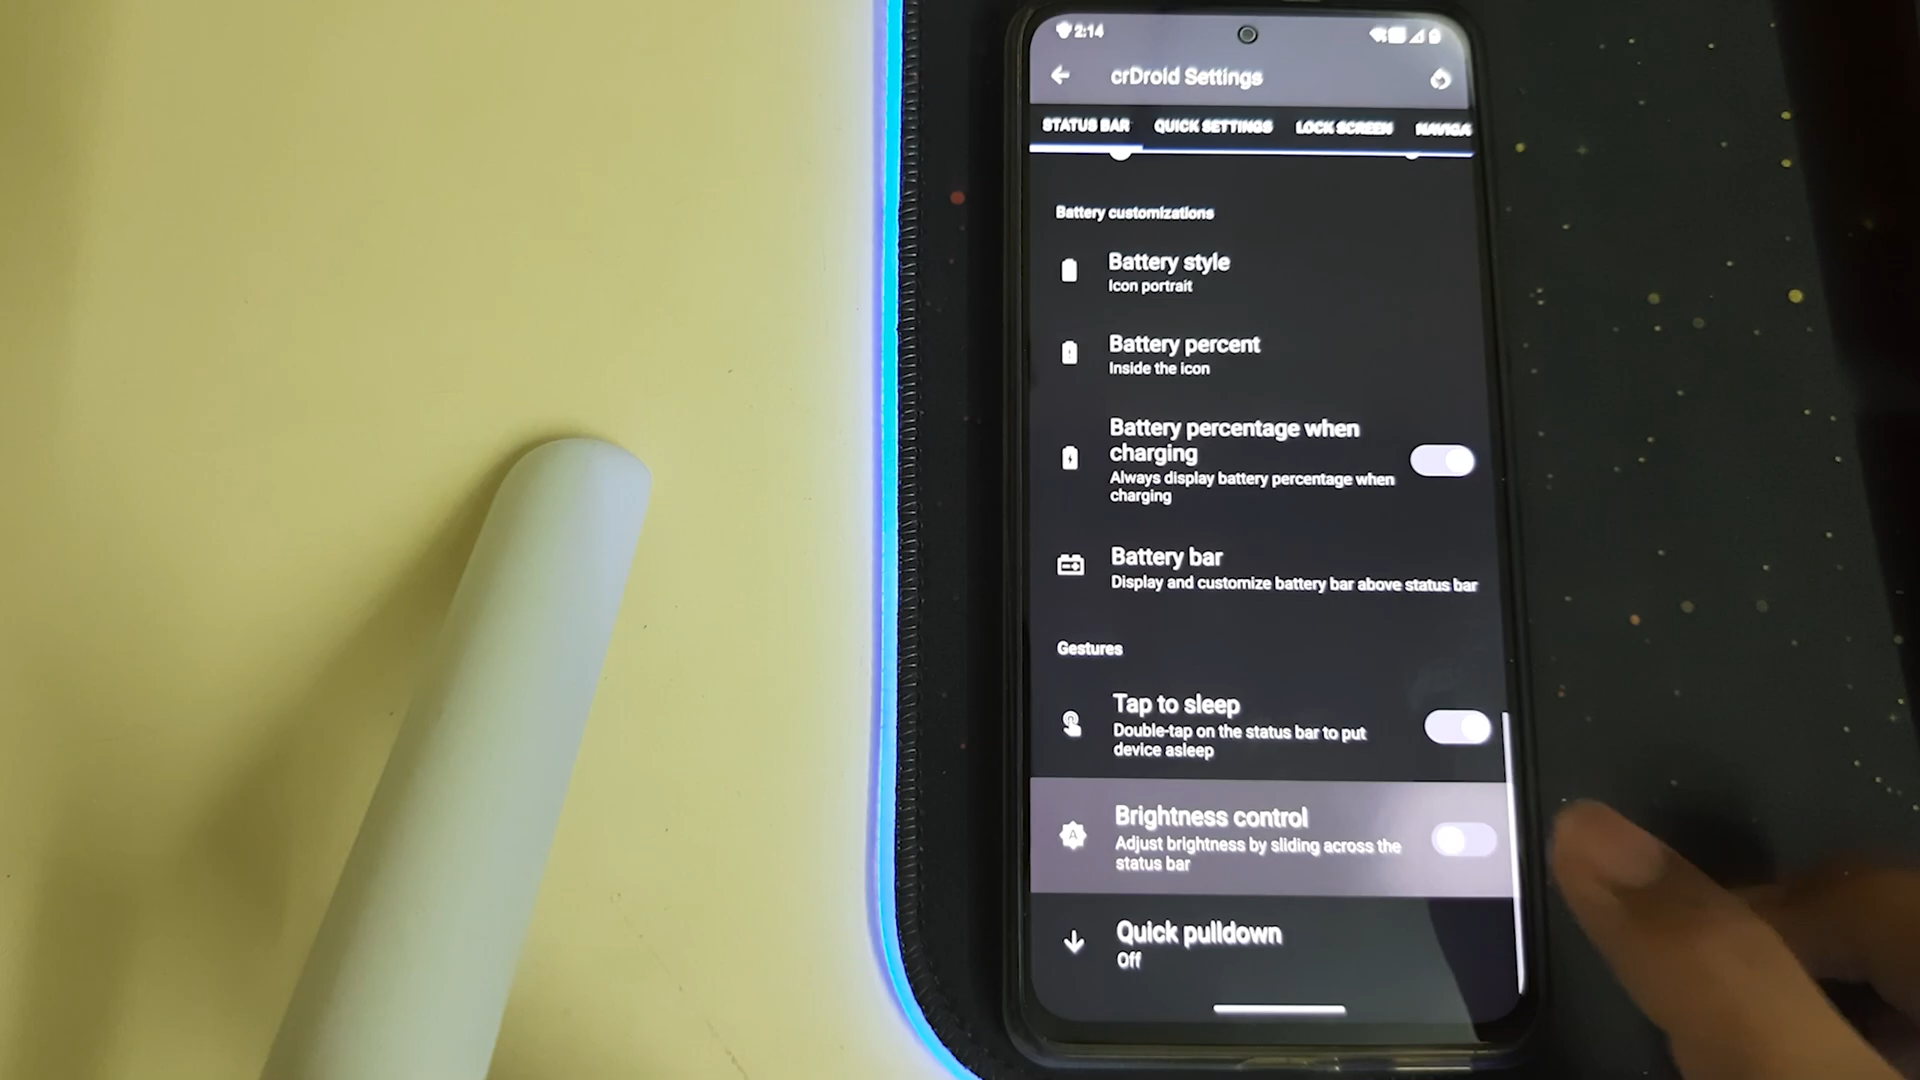 2:14
crDroid Settings
STATUS BAR QUICK SETTINGS LOCK SCREEN NAVIGA
Battery customizations
Battery style
Icon portrait
Battery percent
Inside the icon
Battery percentage when
charging
Always display battery percentage when
charging
Battery bar
Display and customize battery bar above status bar
Gestures
Tap to sleep
Double-tap on the status bar to put
device asleep
A
Brightness control
Adjust brightness by sliding across the
status bar
Quick pulldown
Off